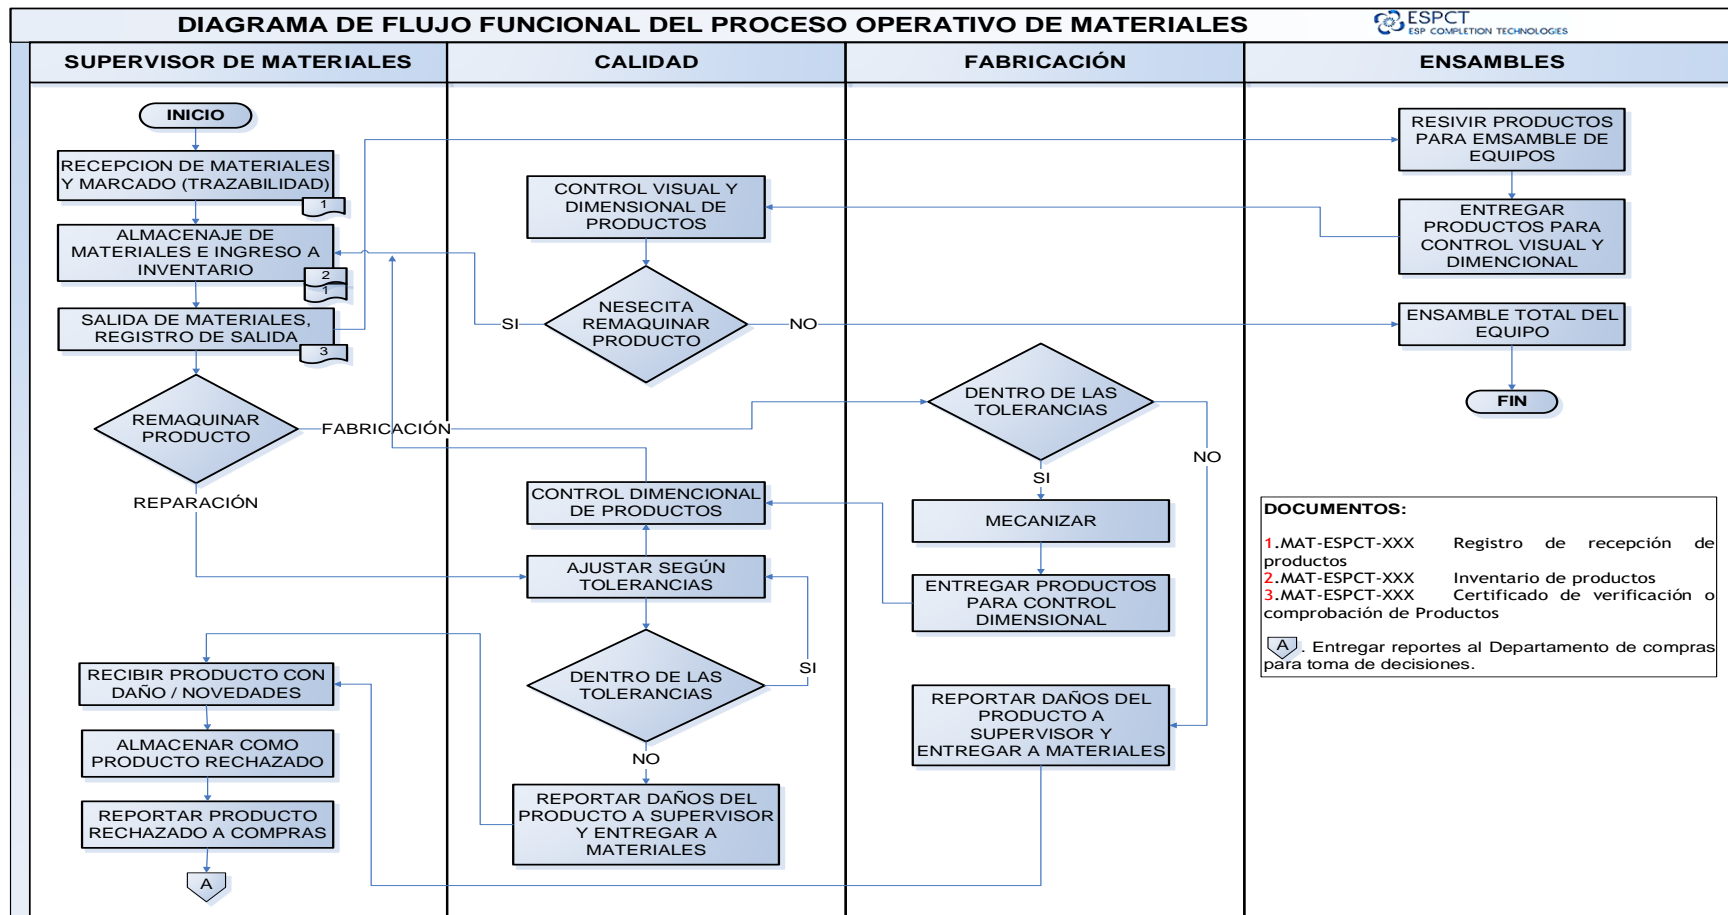 DIAGRAMA DE FLUJO FUNCIONAL DEL PROCESO OPERATIVO DE MATERIALES
ESPCT
ESP COMPLETION TECHNOLOGIES
SUPERVISOR DE MATERIALES
CALIDAD
FABRICACIÓN
ENSAMBLES
INICIO
RECEPCION DE MATERIALES
Y MARCADO (TRAZABILIDAD)
1
ALMACENAJE DE
MATERIALES E INGRESO A
INVENTARIO
2
1
SALIDA DE MATERIALES,
REGISTRO DE SALIDA
3
REMAQUINAR
PRODUCTO
FABRICACIÓN
REPARACIÓN
RECIBIR PRODUCTO CON
DAÑO / NOVEDADES
ALMACENAR COMO
PRODUCTO RECHAZADO
REPORTAR PRODUCTO
RECHAZADO A COMPRAS
A
CONTROL VISUAL Y
DIMENSIONAL DE
PRODUCTOS
NESECITA
REMAQUINAR
PRODUCTO
SI
NO
CONTROL DIMENCIONAL
DE PRODUCTOS
AJUSTAR SEGÚN
TOLERANCIAS
DENTRO DE LAS
TOLERANCIAS
SI
NO
REPORTAR DAÑOS DEL
PRODUCTO A SUPERVISOR
Y ENTREGAR A
MATERIALES
DENTRO DE LAS
TOLERANCIAS
NO
SI
MECANIZAR
ENTREGAR PRODUCTOS
PARA CONTROL
DIMENSIONAL
REPORTAR DAÑOS DEL
PRODUCTO A
SUPERVISOR Y
ENTREGAR A MATERIALES
RESIVIR PRODUCTOS
PARA EMSAMBLE DE
EQUIPOS
ENTREGAR
PRODUCTOS PARA
CONTROL VISUAL Y
DIMENCIONAL
ENSAMBLE TOTAL DEL
EQUIPO
FIN
DOCUMENTOS:
1.MAT-ESPCT-XXX Registro de recepción de
productos
2.MAT-ESPCT-XXX Inventario de productos
3.MAT-ESPCT-XXX Certificado de verificación o
comprobación de Productos
A . Entregar reportes al Departamento de compras
para toma de decisiones.